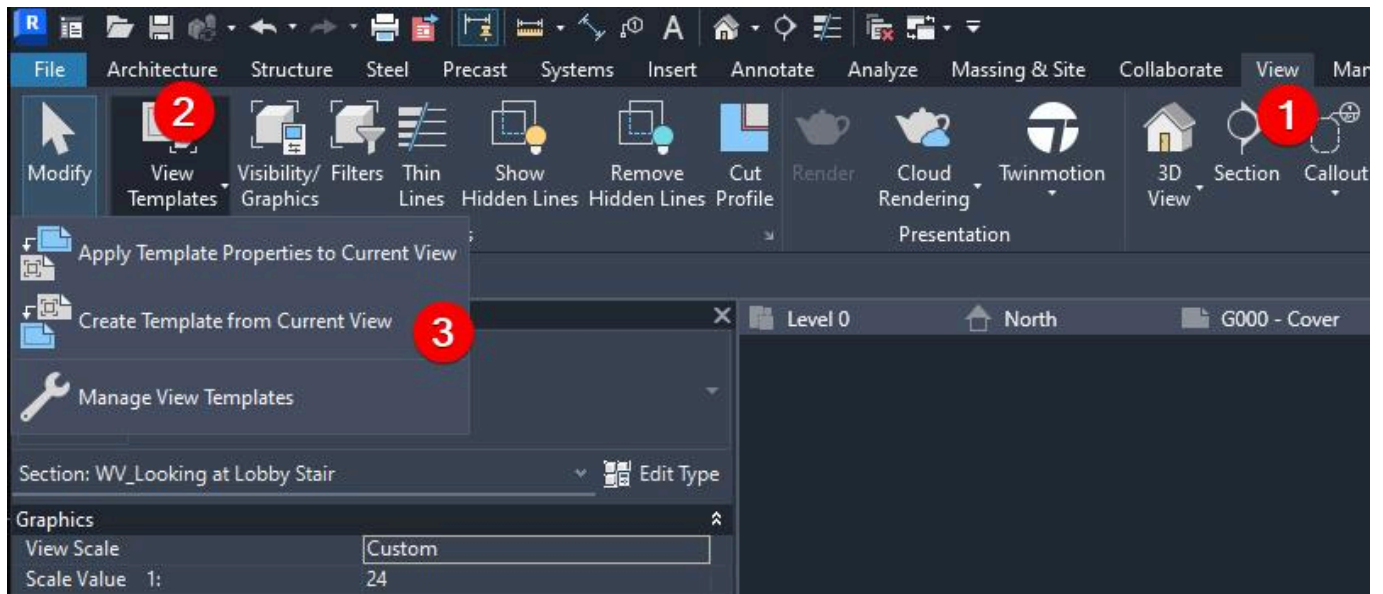 R
A
File Architecture Structure Steel Precast Systems Insert Annotate Analyze Massing & Site Collaborate View
2
1
Modify View Templates Visibility/ Graphics Filters Thin Lines Show Hidden Lines Remove Hidden Lines Cut Profile Render Cloud Rendering Twinmotion 3D View Section Callout
Presentation
Apply Template Properties to Current View
Create Template from Current View
3
Level 0 North G000 - Cover
Manage View Templates
Section: WV_Looking at Lobby Stair Edit Type
Graphics
View Scale Custom
Scale Value 1: 24